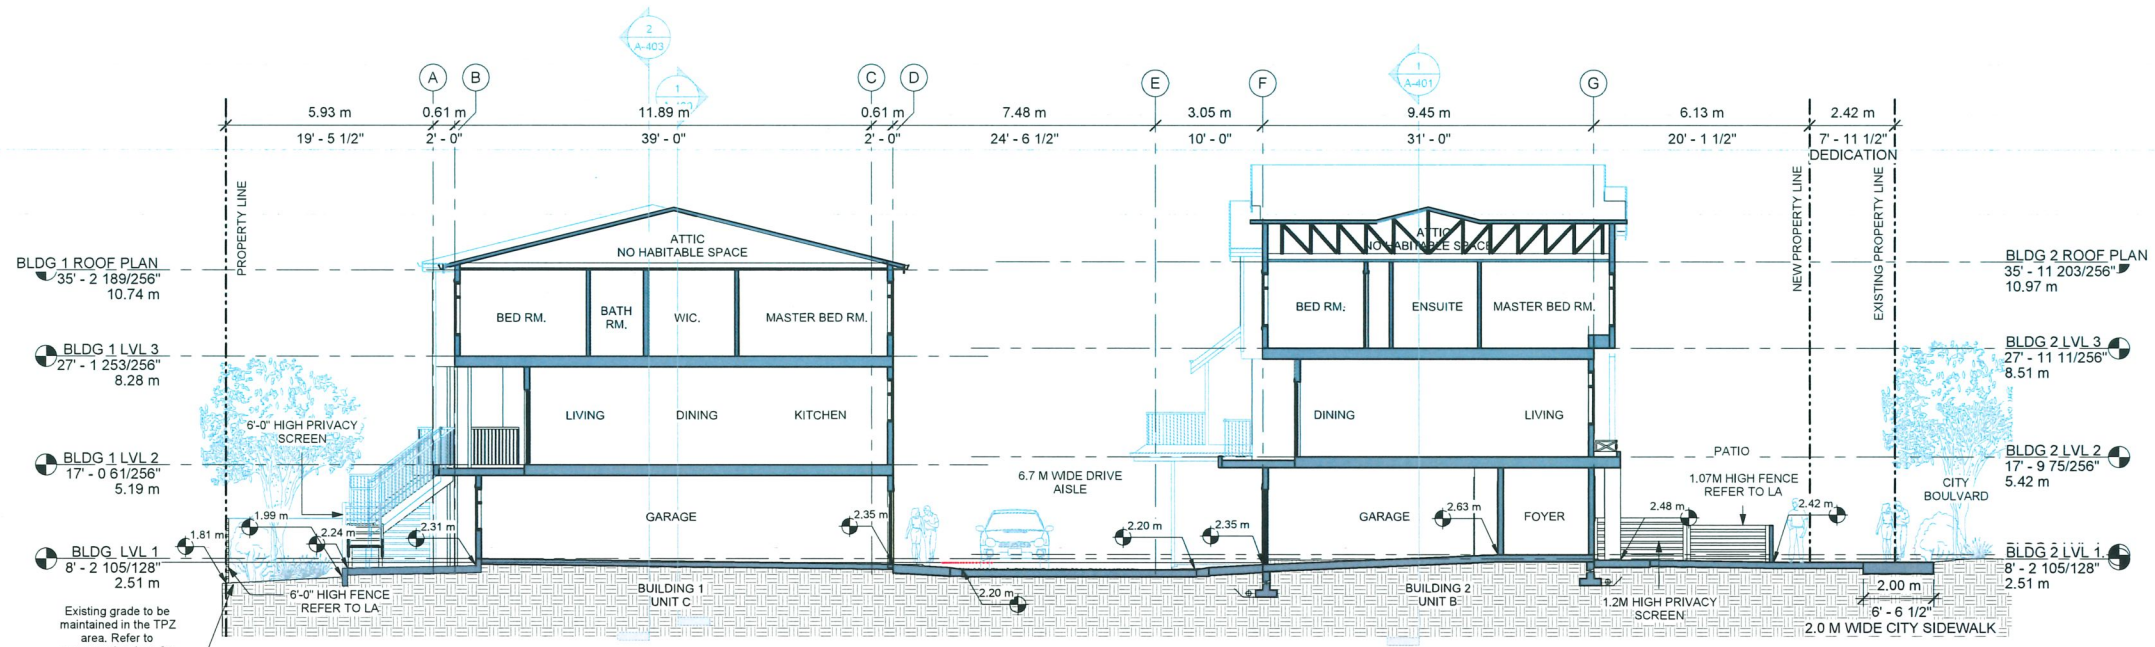 2
A-403
1
1
A-401
A
B
C
D
E
F
G
5.93 m
0.61 m
11.89 m
0.61 m
7.48 m
3.05 m
9.45 m
6.13 m
2.42 m
19' - 5 1/2"
2' - 0"
39' - 0"
2' - 0"
24' - 6 1/2"
10' - 0"
31' - 0"
20' - 1 1/2"
7' - 11 1/2"
DEDICATION
PROPERTY LINE
NEW PROPERTY LINE
EXISTING PROPERTY LINE
BLDG 1 ROOF PLAN
35' - 2 189/256"
10.74 m
BLDG 1 LVL 3
27' - 1 253/256"
8.28 m
BLDG 1 LVL 2
17' - 0 61/256"
5.19 m
BLDG LVL 1
8' - 2 105/128"
2.51 m
ATTIC
NO HABITABLE SPACE
BED RM.
BATH
RM.
WIC.
MASTER BED RM.
LIVING
DINING
KITCHEN
GARAGE
6'-0" HIGH PRIVACY
SCREEN
1.81 m
1.99 m
2.24 m
2.31 m
2.35 m
6'-0" HIGH FENCE
REFER TO LA
Existing grade to be
maintained in the TPZ
area. Refer to
BUILDING 1
UNIT C
6.7 M WIDE DRIVE
AISLE
2.20 m
2.20 m
2.35 m
ATTIC
NO HABITABLE SPACE
BED RM.
ENSUITE
MASTER BED RM.
DINING
LIVING
GARAGE
2.63 m
FOYER
BUILDING 2
UNIT B
PATIO
1.07M HIGH FENCE
REFER TO LA
2.48 m
2.42 m
1.2M HIGH PRIVACY
SCREEN
CITY
BOULVARD
2.00 m
6' - 6 1/2"
2.0 M WIDE CITY SIDEWALK
BLDG 2 ROOF PLAN
35' - 11 203/256"
10.97 m
BLDG 2 LVL 3
27' - 11 11/256"
8.51 m
BLDG 2 LVL 2
17' - 9 75/256"
5.42 m
BLDG 2 LVL 1.
8' - 2 105/128"
2.51 m